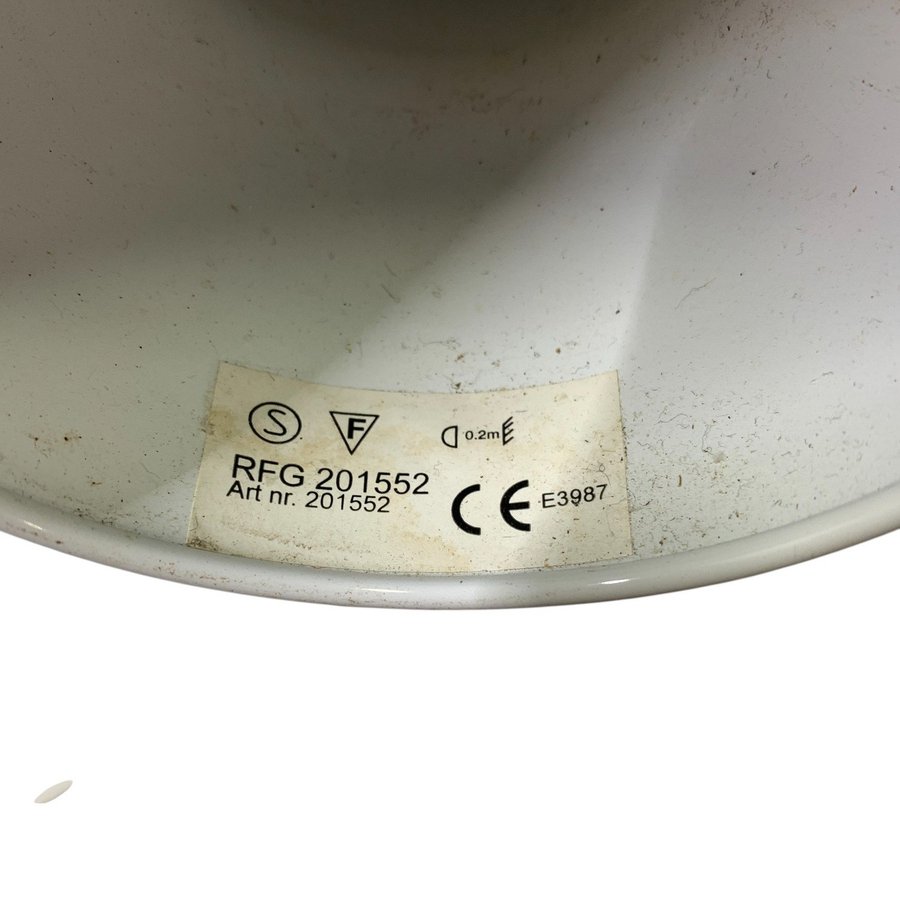 S F 0.2m
RFG 201552
Art nr. 201552
CE E3987